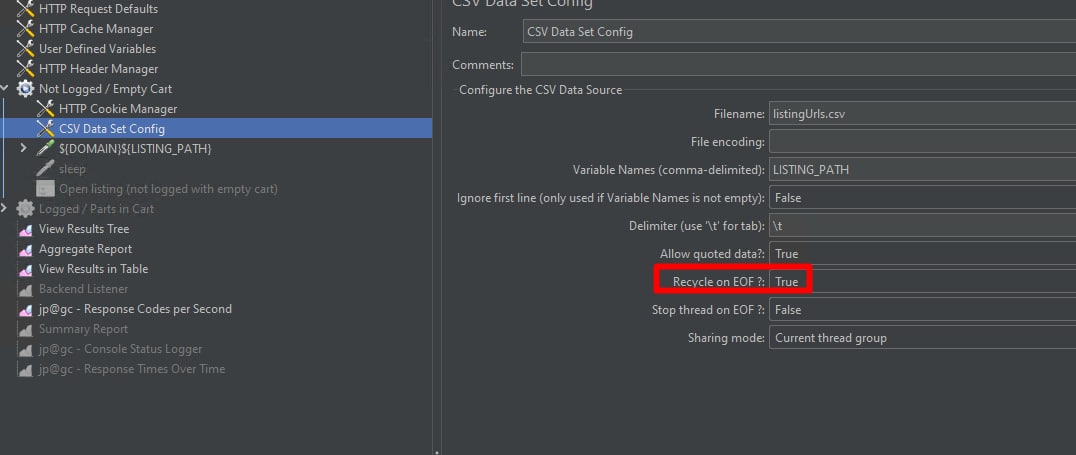 HTTP Request Defaults
HTTP Cache Manager
User Defined Variables
HTTP Header Manager
Not Logged / Empty Cart
HTTP Cookie Manager
CSV Data Set Config
${DOMAIN}${LISTING_PATH}
sleep
Open listing (not logged with empty cart)
Logged / Parts in Cart
View Results Tree
Aggregate Report
View Results in Table
Backend Listener
jp@gc - Response Codes per Second
Summary Report
jp@gc - Console Status Logger
jp@gc - Response Times Over Time
CSV Data Set Config
Name: CSV Data Set Config
Comments:
Configure the CSV Data Source
Filename: listingUrls.csv
File encoding:
Variable Names (comma-delimited): LISTING_PATH
Ignore first line (only used if Variable Names is not empty): False
Delimiter (use '\t' for tab): \t
Allow quoted data?: True
Recycle on EOF ?: True
Stop thread on EOF ?: False
Sharing mode: Current thread group